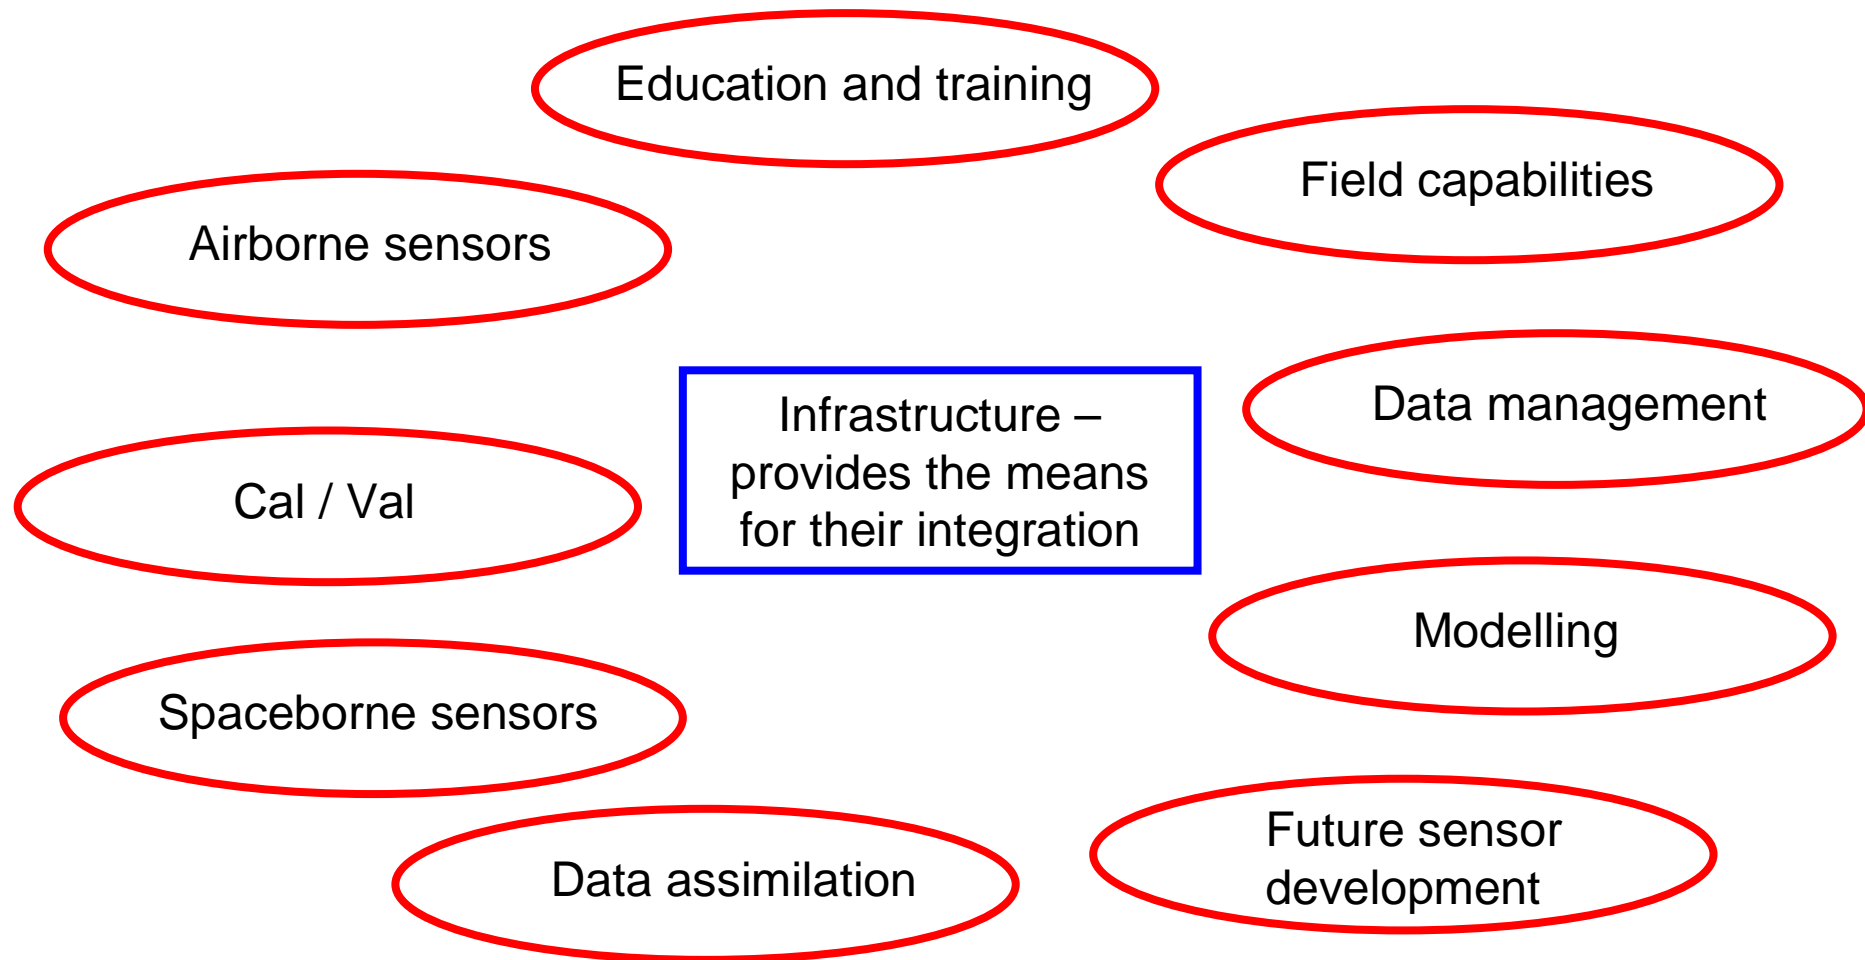 Education and training
Field capabilities
Airborne sensors
Data management
Infrastructure –
provides the means
for their integration
Cal / Val
Modelling
Spaceborne sensors
Future sensor
development
Data assimilation